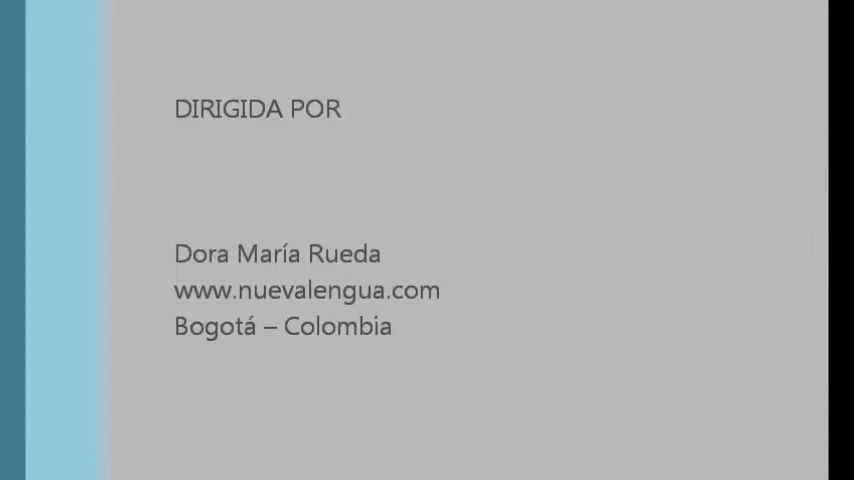 DIRIGIDA POR
Dora María Rueda
www.nuevalengua.com
Bogotá – Colombia